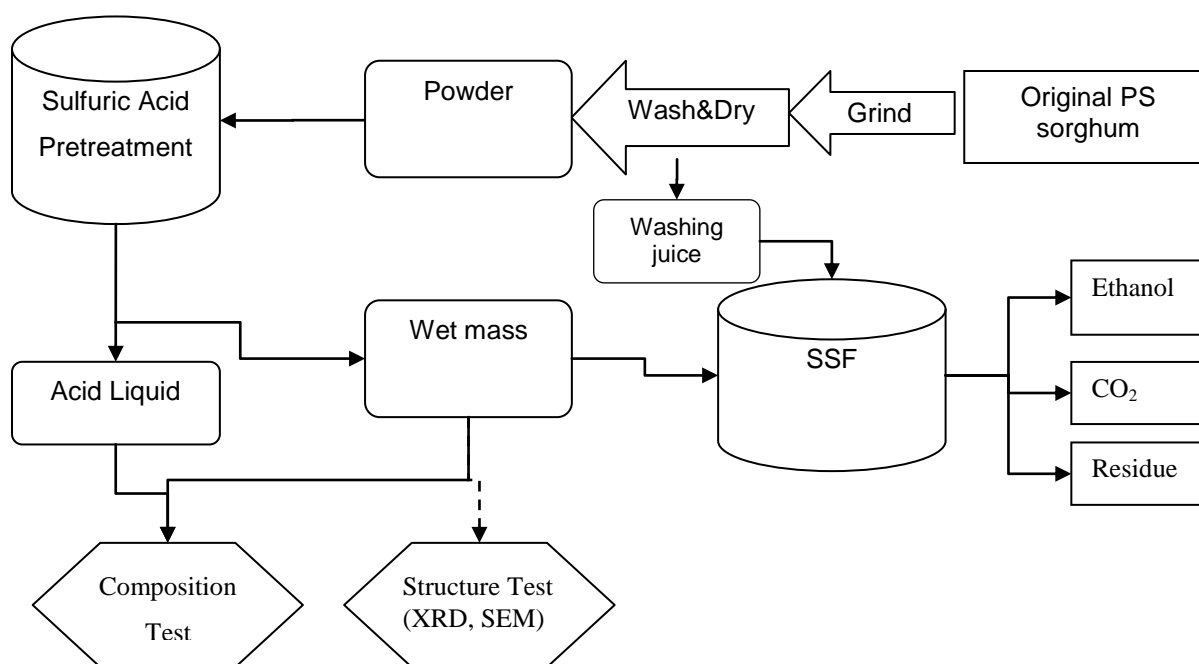 Sulfuric Acid
Pretreatment
Powder
Wash&Dry
Grind
Original PS
sorghum
Washing
juice
Acid Liquid
Wet mass
SSF
Ethanol
CO₂
Residue
Composition
Test
Structure Test
(XRD, SEM)